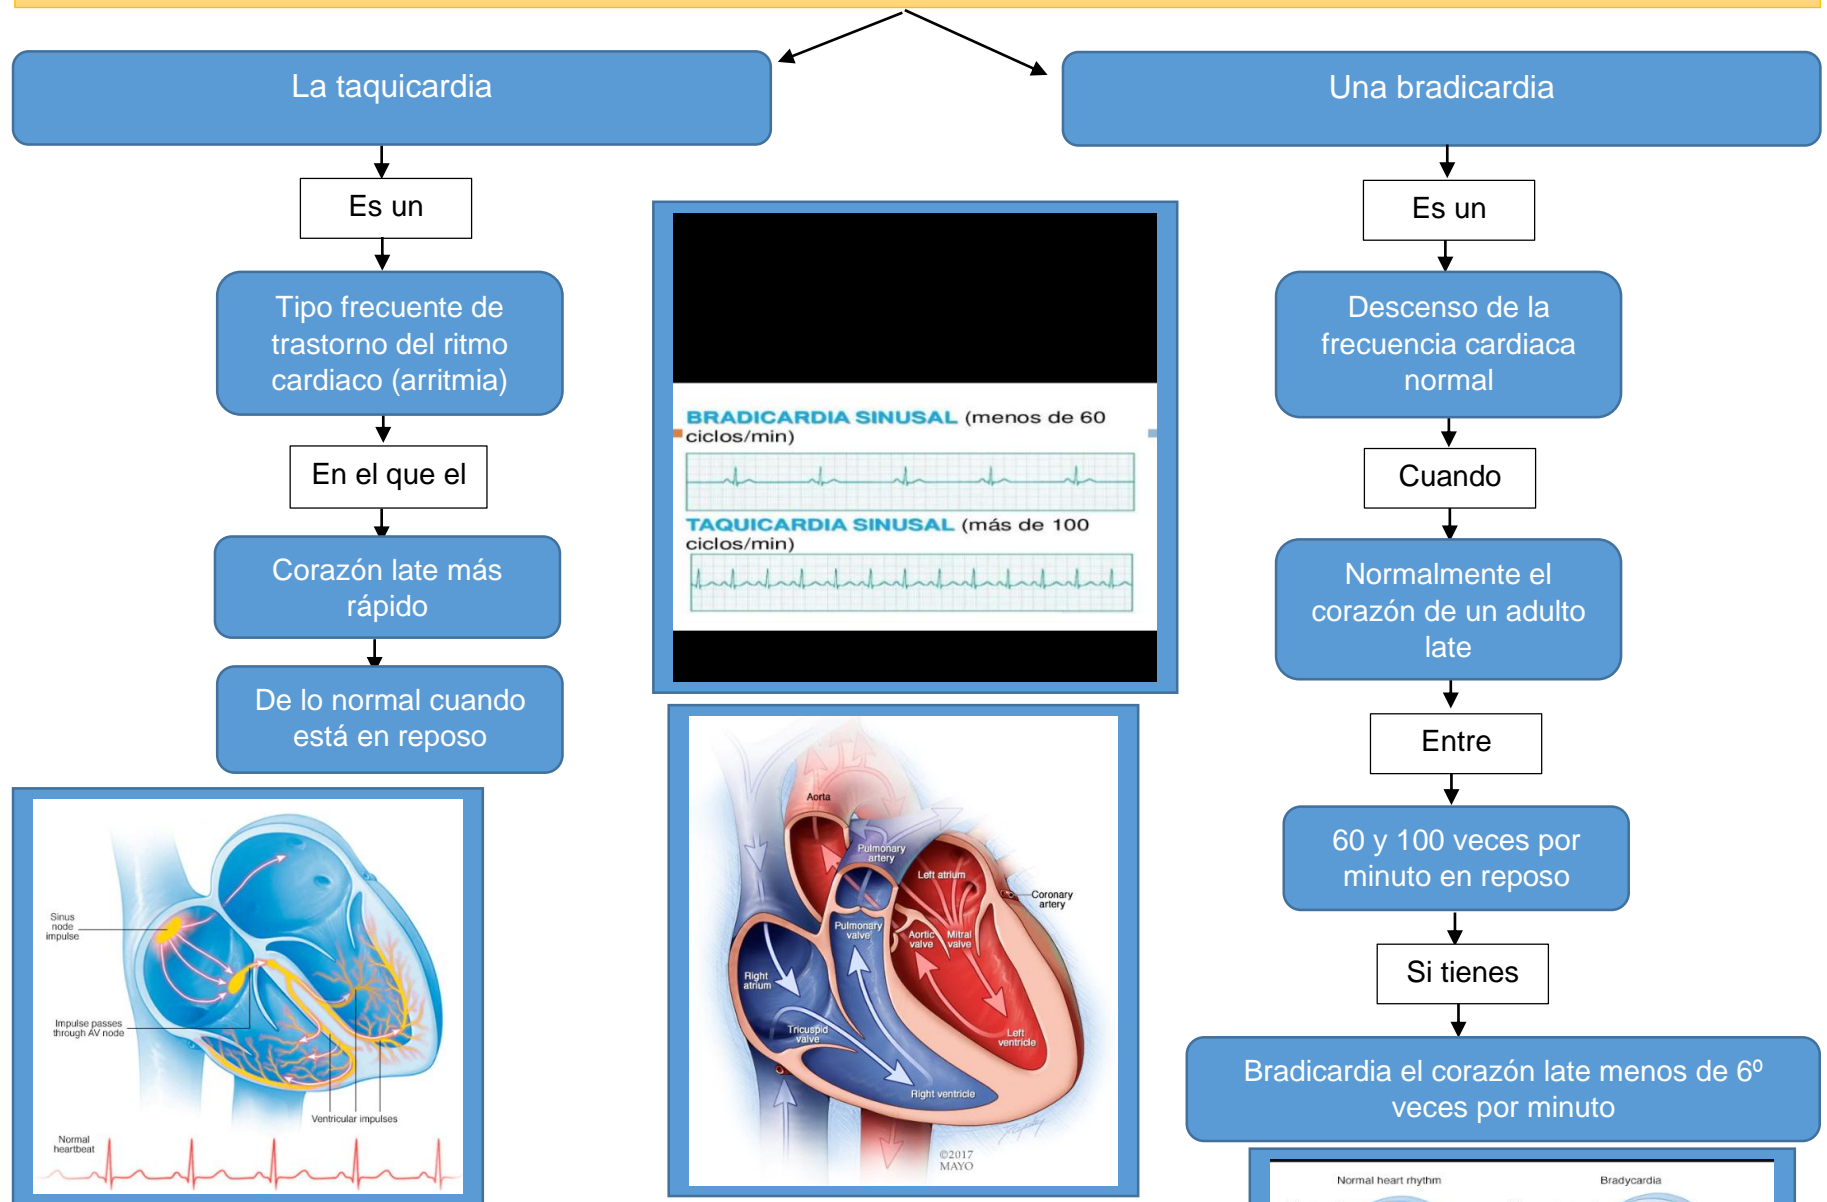 La taquicardia
Es un
Tipo frecuente de
trastorno del ritmo
cardiaco (arritmia)
En el que el
Corazón late más
rápido
De lo normal cuando
está en reposo
Sinus
node
impulse
Impulse passes
through AV node
Ventricular impulses
Normal
heartbeat
BRADICARDIA SINUSAL (menos de 60
ciclos/min)
TAQUICARDIA SINUSAL (más de 100
ciclos/min)
Aorta
Pulmonary
artery
Left atrium
Coronary
artery
Pulmonary
valve
Aortic
valve
Mitral
valve
Right
atrium
Tricuspid
valve
Left
ventricle
Right ventricle
©2017
MAYO
Una bradicardia
Es un
Descenso de la
frecuencia cardiaca
normal
Cuando
Normalmente el
corazón de un adulto
late
Entre
60 y 100 veces por
minuto en reposo
Si tienes
Bradicardia el corazón late menos de 6º
veces por minuto
Normal heart rhythm
Bradycardia